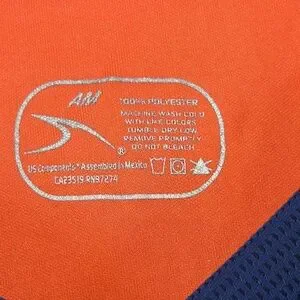 AM
100% POLYESTER
MACHINE WASH COLD
WITH LIKE COLORS
TUMBLE DRY LOW
REMOVE PROMPTLY
DO NOT BLEACH
®
US Components * Assembled in Mexico
CA23519 RN97274